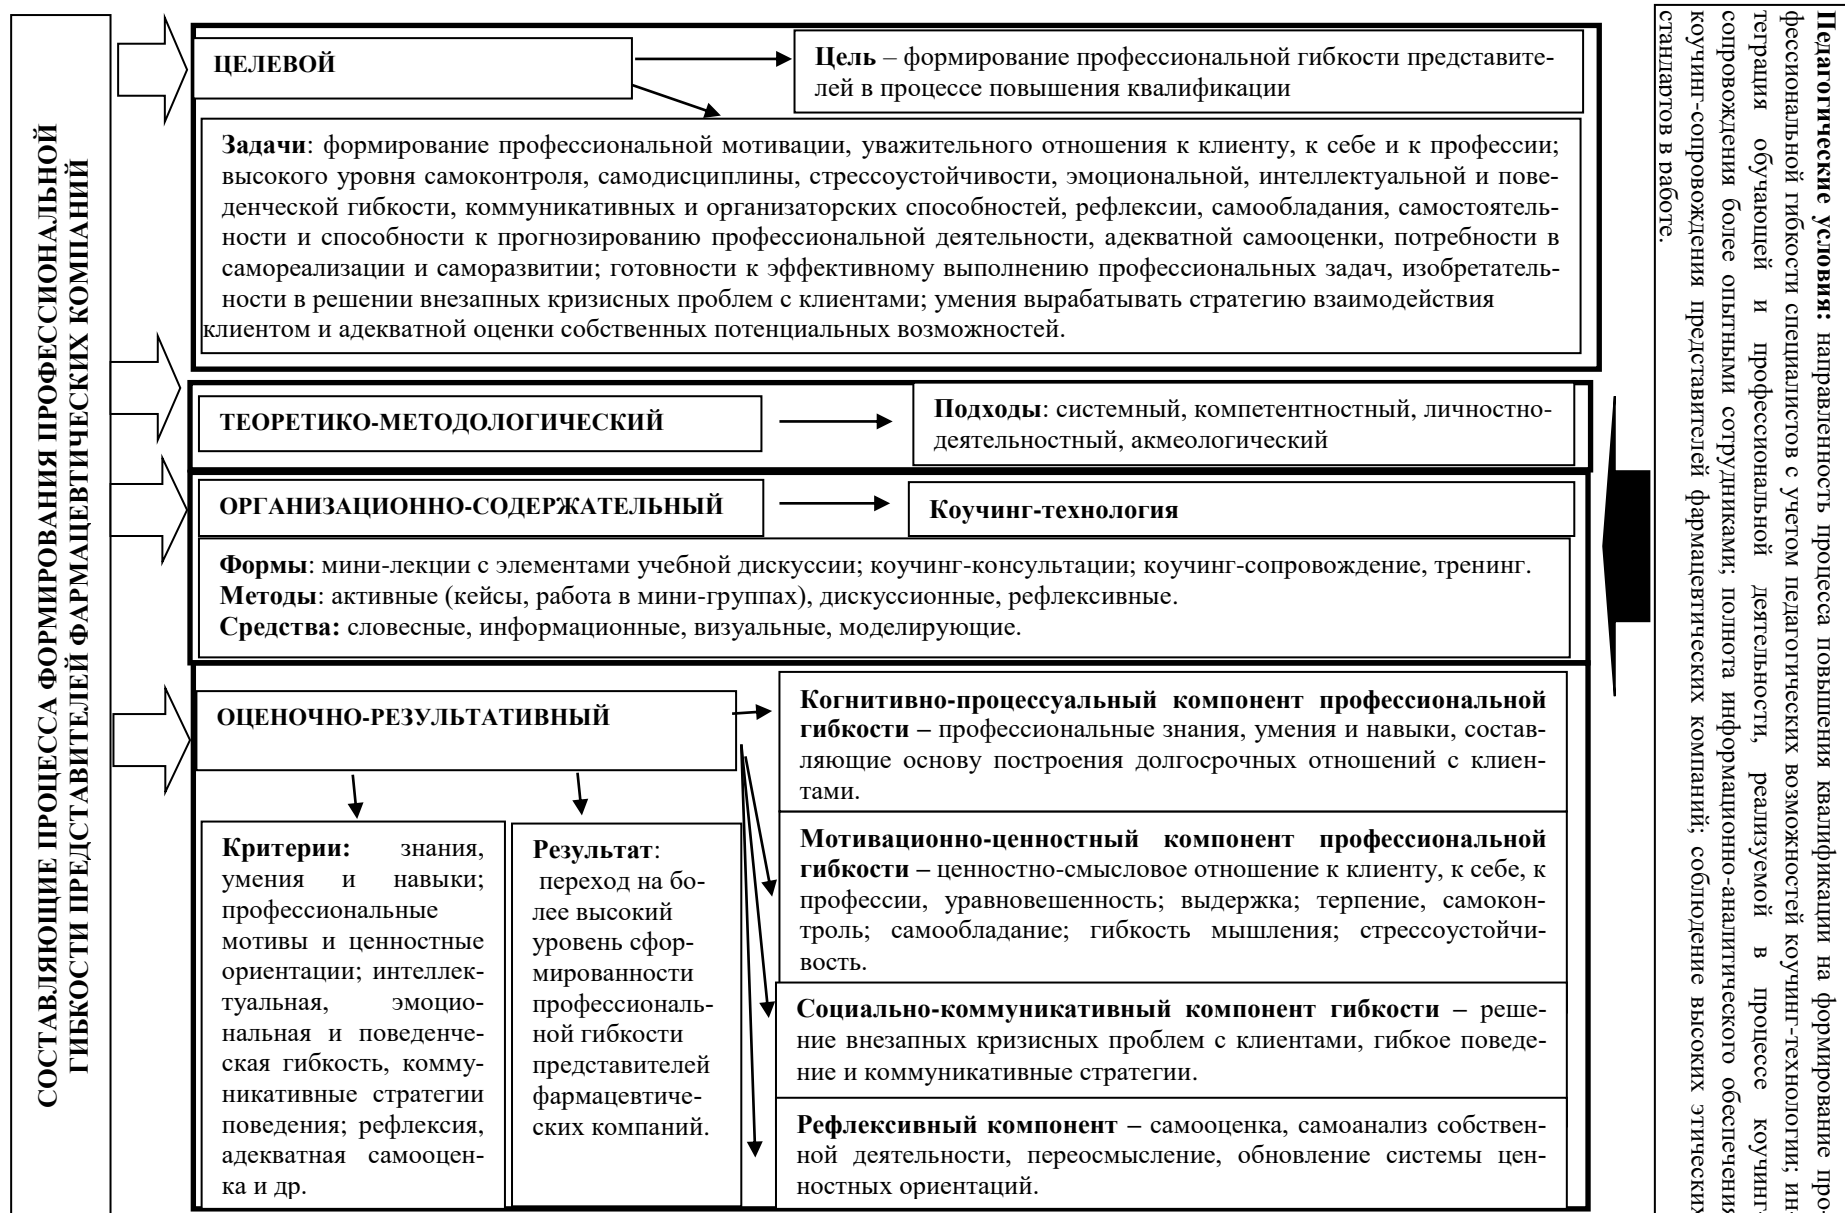 СОСТАВЛЯЮЩИЕ ПРОЦЕССА ФОРМИРОВАНИЯ ПРОФЕССИОНАЛЬНОЙ
ГИБКОСТИ ПРЕДСТАВИТЕЛЕЙ ФАРМАЦЕВТИЧЕСКИХ КОМПАНИЙ
ЦЕЛЕВОЙ
Цель – формирование профессиональной гибкости представите-
лей в процессе повышения квалификации
Задачи: формирование профессиональной мотивации, уважительного отношения к клиенту, к себе и к профессии;
высокого уровня самоконтроля, самодисциплины, стрессоустойчивости, эмоциональной, интеллектуальной и пове-
денческой гибкости, коммуникативных и организаторских способностей, рефлексии, самообладания, самостоятель-
ности и способности к прогнозированию профессиональной деятельности, адекватной самооценки, потребности в
самореализации и саморазвитии; готовности к эффективному выполнению профессиональных задач, изобретатель-
ности в решении внезапных кризисных проблем с клиентами; умения вырабатывать стратегию взаимодействия
клиентом и адекватной оценки собственных потенциальных возможностей.
ТЕОРЕТИКО-МЕТОДОЛОГИЧЕСКИЙ
Подходы: системный, компетентностный, личностно-
деятельностный, акмеологический
ОРГАНИЗАЦИОННО-СОДЕРЖАТЕЛЬНЫЙ
Коучинг-технология
Формы: мини-лекции с элементами учебной дискуссии; коучинг-консультации; коучинг-сопровождение, тренинг.
Методы: активные (кейсы, работа в мини-группах), дискуссионные, рефлексивные.
Средства: словесные, информационные, визуальные, моделирующие.
ОЦЕНОЧНО-РЕЗУЛЬТАТИВНЫЙ
Критерии: знания,
умения и навыки;
профессиональные
мотивы и ценностные
ориентации; интеллек-
туальная, эмоцио-
нальная и поведенче-
ская гибкость, комму-
никативные стратегии
поведения; рефлексия,
адекватная самооцен-
ка и др.
Результат:
переход на бо-
лее высокий
уровень сфор-
мированности
профессиональ-
ной гибкости
представителей
фармацевтиче-
ских компаний.
Когнитивно-процессуальный компонент профессиональной
гибкости – профессиональные знания, умения и навыки, состав-
ляющие основу построения долгосрочных отношений с клиен-
тами.
Мотивационно-ценностный компонент профессиональной
гибкости – ценностно-смысловое отношение к клиенту, к себе, к
профессии, уравновешенность; выдержка; терпение, самокон-
троль; самообладание; гибкость мышления; стрессоустойчи-
вость.
Социально-коммуникативный компонент гибкости – реше-
ние внезапных кризисных проблем с клиентами, гибкое поведе-
ние и коммуникативные стратегии.
Рефлексивный компонент – самооценка, самоанализ собствен-
ной деятельности, переосмысление, обновление системы цен-
ностных ориентаций.
Педагогические условия: направленность процесса повышения квалификации на формирование про-
фессиональной гибкости специалистов с учетом педагогических возможностей коучинг-технологии; ин-
теграция обучающей и профессиональной деятельности, реализуемой в процессе коучинг-
сопровождения более опытными сотрудниками; полнота информационно-аналитического обеспечения
коучинг-сопровождения представителей фармацевтических компаний; соблюдение высоких этических
стандартов в работе.